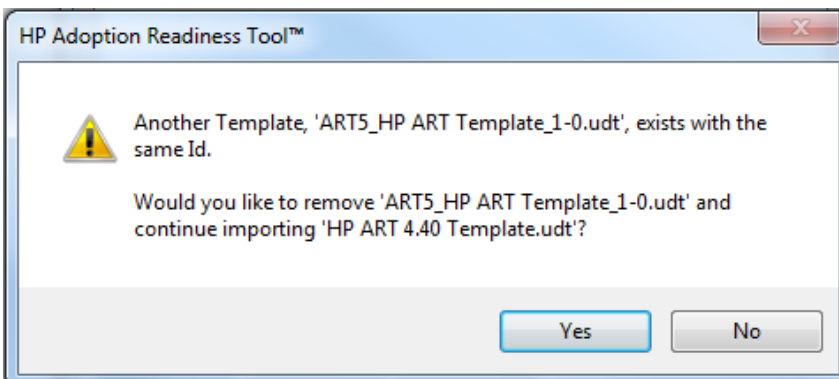 HP Adoption Readiness Tool™
Another Template, 'ART5_HP ART Template_1-0.udt', exists with the
same Id.
Would you like to remove 'ART5_HP ART Template_1-0.udt' and
continue importing 'HP ART 4.40 Template.udt'?
Yes
No